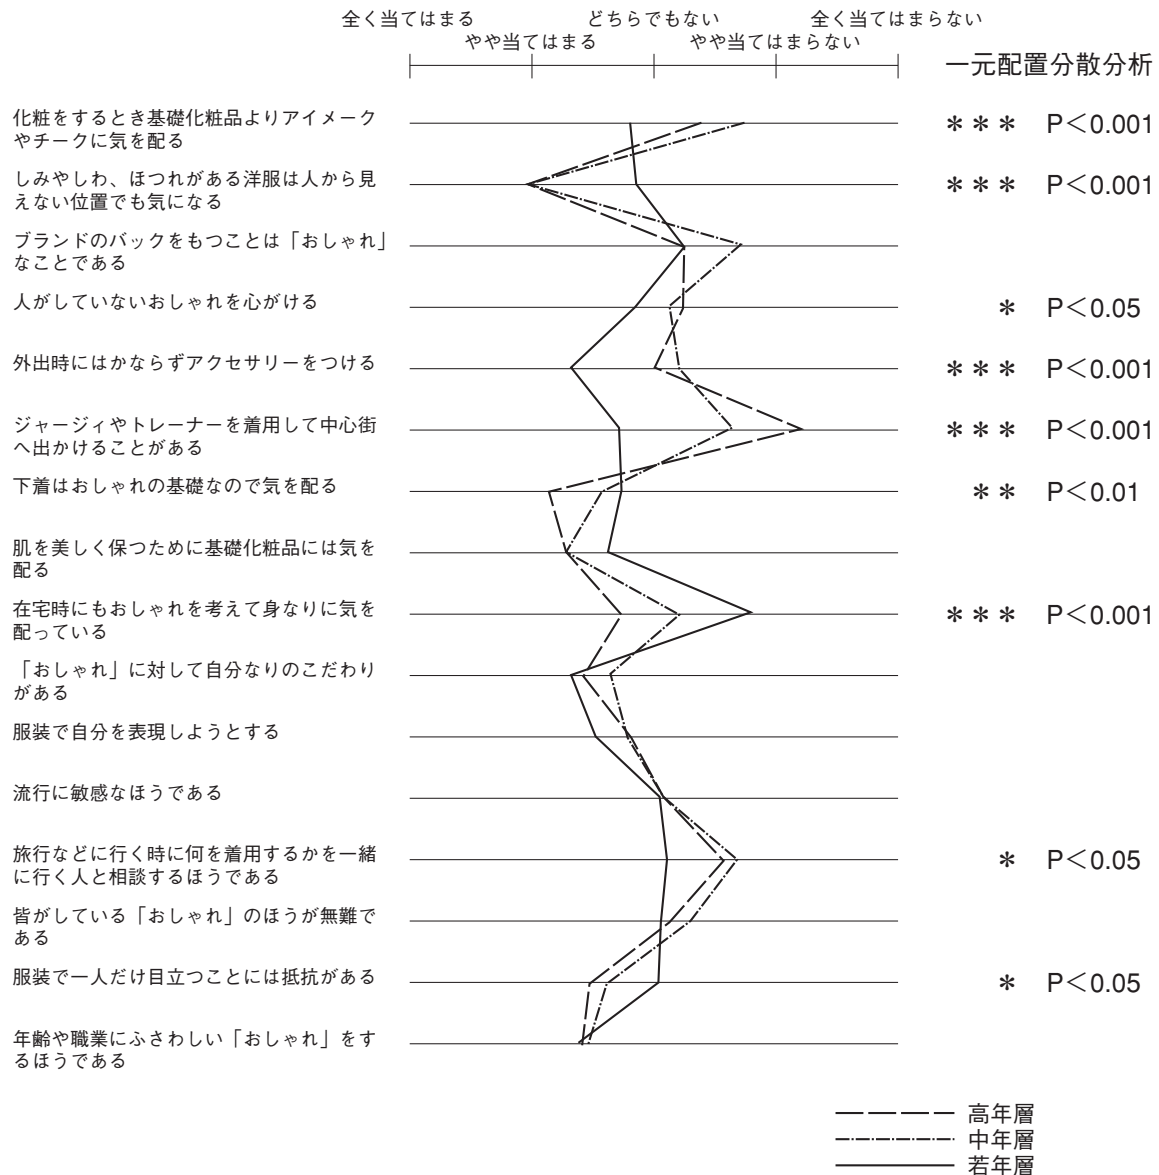 全く当てはまる
どちらでもない
全く当てはまらない
やや当てはまる
やや当てはまらない
一元配置分散分析
化粧をするとき基礎化粧品よりアイメーク
やチークに気を配る
＊＊＊ P＜0.001
しみやしわ、ほつれがある洋服は人から見
えない位置でも気になる
＊＊＊ P＜0.001
ブランドのバックをもつことは「おしゃれ」
なことである
人がしていないおしゃれを心がける
＊ P＜0.05
外出時にはかならずアクセサリーをつける
＊＊＊ P＜0.001
ジャージィやトレーナーを着用して中心街
へ出かけることがある
＊＊＊ P＜0.001
下着はおしゃれの基礎なので気を配る
＊＊ P＜0.01
肌を美しく保つために基礎化粧品には気を
配る
在宅時にもおしゃれを考えて身なりに気を
配っている
＊＊＊ P＜0.001
「おしゃれ」に対して自分なりのこだわり
がある
服装で自分を表現しようとする
流行に敏感なほうである
旅行などに行く時に何を着用するかを一緒
に行く人と相談するほうである
＊ P＜0.05
皆がしている「おしゃれ」のほうが無難で
ある
服装で一人だけ目立つことには抵抗がある
＊ P＜0.05
年齢や職業にふさわしい「おしゃれ」をす
るほうである
高年層
中年層
若年層